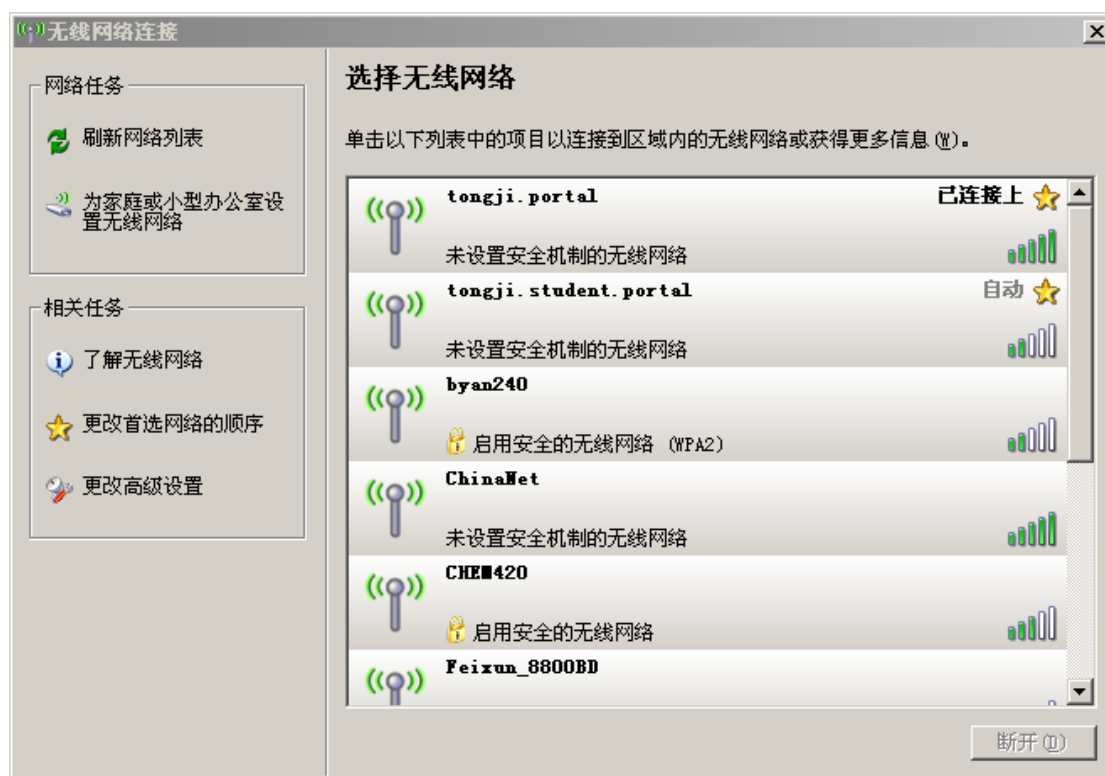 无线网络连接
网络任务
刷新网络列表
为家庭或小型办公室设
置无线网络
相关任务
了解无线网络
更改首选网络的顺序
更改高级设置
选择无线网络
单击以下列表中的项目以连接到区域内的无线网络或获得更多信息(W)。
tongji.portal 已连接上
未设置安全机制的无线网络
tongji.student.portal 自动
未设置安全机制的无线网络
byan240
启用安全的无线网络 (WPA2)
ChinaNet
未设置安全机制的无线网络
CHEM420
启用安全的无线网络
Feixun_8800BD
断开(D)